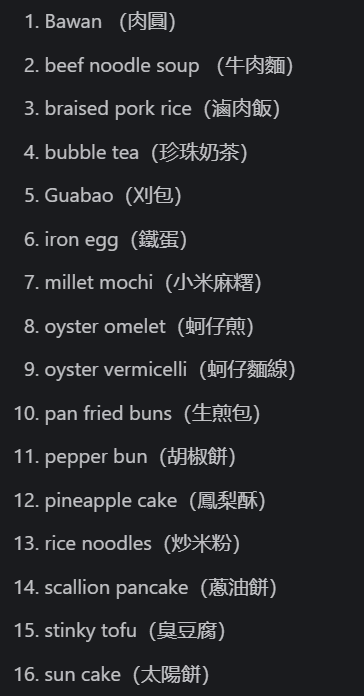 1. Bawan （肉圓）
2. beef noodle soup （牛肉麵）
3. braised pork rice（滷肉飯）
4. bubble tea（珍珠奶茶）
5. Guabao（刈包）
6. iron egg（鐵蛋）
7. millet mochi（小米麻糬）
8. oyster omelet（蚵仔煎）
9. oyster vermicelli（蚵仔麵線）
10. pan fried buns（生煎包）
11. pepper bun（胡椒餅）
12. pineapple cake（鳳梨酥）
13. rice noodles（炒米粉）
14. scallion pancake（蔥油餅）
15. stinky tofu（臭豆腐）
16. sun cake（太陽餅）